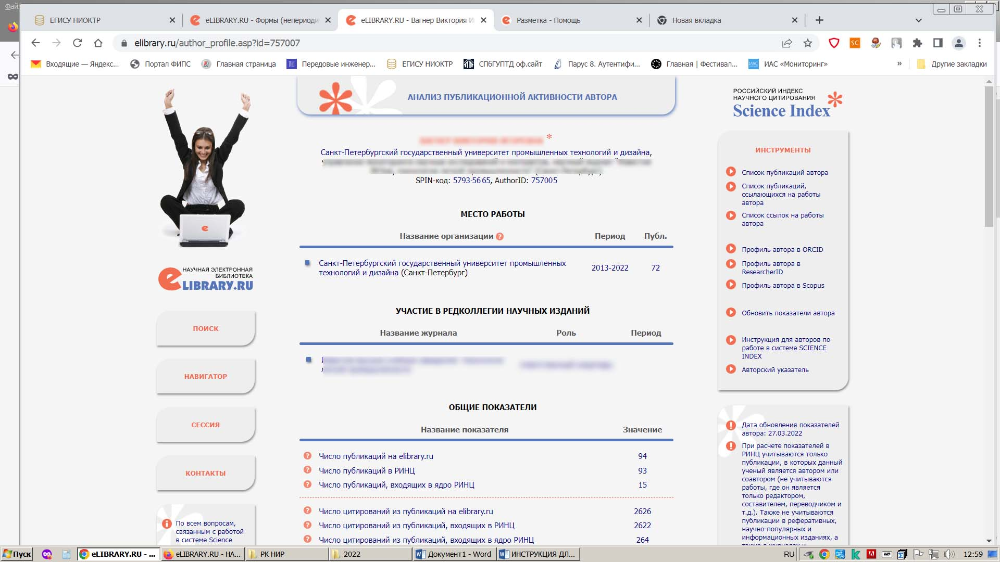 Файл
ЕГИСУ НИОКТР
eLIBRARY.RU - Формы (непериоди
eLIBRARY.RU - Вагнер Виктория И
Разметка - Помощь
Новая вкладка
elibrary.ru/author_profile.asp?id=757007
Входящие — Яндекс...
Портал ФИПС
Главная страница
Передовые инженер...
ЕГИСУ НИОКТР
СПбГУПТД оф.сайт
Парус 8. Аутентифи...
Главная | Фестивал...
ИАС «Мониторинг»
»
Другие закладки
АНАЛИЗ ПУБЛИКАЦИОННОЙ АКТИВНОСТИ АВТОРА
РОССИЙСКИЙ ИНДЕКС
НАУЧНОГО ЦИТИРОВАНИЯ
Science Index
*
Санкт-Петербургский государственный университет промышленных технологий и дизайна,
SPIN-код: 5793-5665, AuthorID: 757005
МЕСТО РАБОТЫ
Название организации ? Период Публ.
Санкт-Петербургский государственный университет промышленных
технологий и дизайна (Санкт-Петербург)
2013-2022 72
УЧАСТИЕ В РЕДКОЛЛЕГИИ НАУЧНЫХ ИЗДАНИЙ
Название журнала Роль Период
ОБЩИЕ ПОКАЗАТЕЛИ
Название показателя Значение
? Число публикаций на elibrary.ru 94
? Число публикаций в РИНЦ 93
? Число публикаций, входящих в ядро РИНЦ 15
? Число цитирований из публикаций на elibrary.ru 2626
? Число цитирований из публикаций, входящих в РИНЦ 2622
? Число цитирований из публикаций, входящих в ядро РИНЦ 264
НАУЧНАЯ ЭЛЕКТРОННАЯ
БИБЛИОТЕКА
eLIBRARY.RU
ПОИСК
НАВИГАТОР
СЕССИЯ
КОНТАКТЫ
По всем вопросам,
связанным с работой
в системе Science
ИНСТРУМЕНТЫ
Список публикаций автора
Список публикаций,
ссылающихся на работы
автора
Список ссылок на работы
автора
Профиль автора в ORCID
Профиль автора в
ResearcherID
Профиль автора в Scopus
Обновить показатели автора
Инструкция для авторов по
работе в системе SCIENCE
INDEX
Авторский указатель
Дата обновления показателей
автора: 27.03.2022
При расчете показателей в
РИНЦ учитываются только
публикации, в которых данный
ученый является автором или
соавтором (не учитываются
работы, где он является
только редактором,
составителем, переводчиком и
т.д.). Также не учитываются
публикации в реферативных,
научно-популярных и
информационных изданиях, а
также в журналах и
Пуск
eLIBRARY.RU - ...
eLIBRARY.RU - НА...
РК НИР
2022
Документ1 - Word
ИНСТРУКЦИЯ ДЛ...
RU
12:59